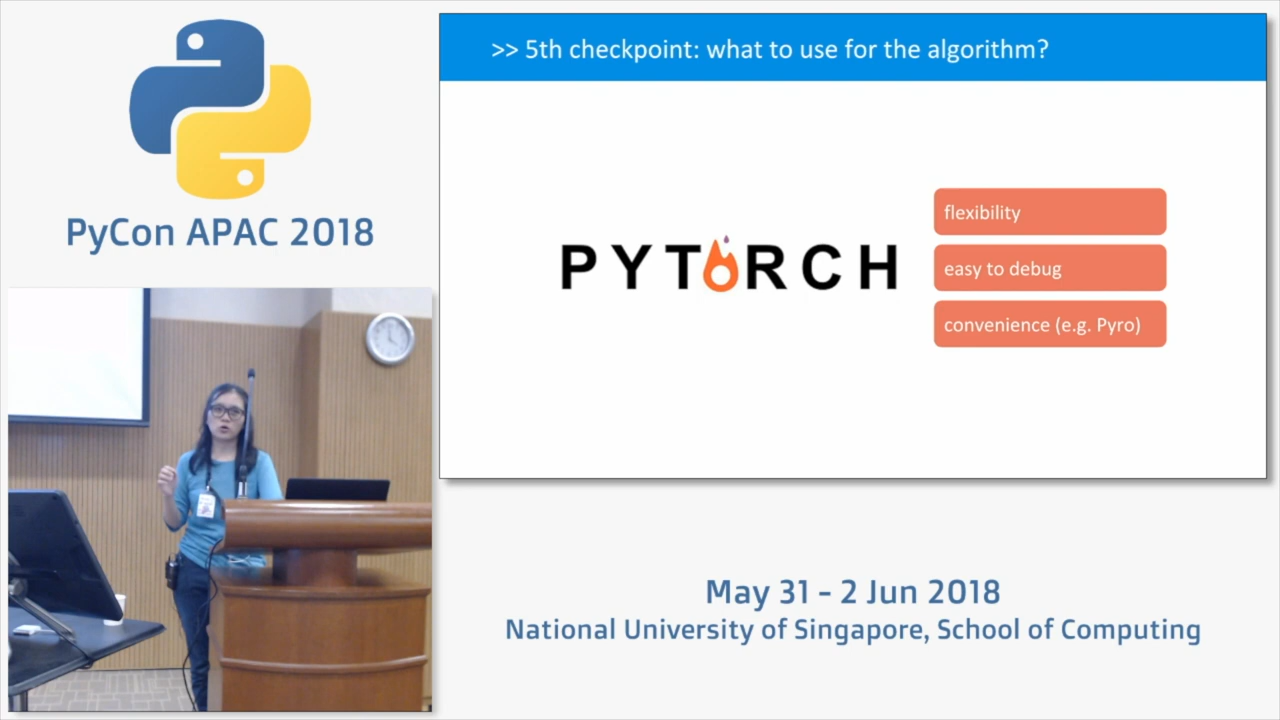 PyCon APAC 2018
>> 5th checkpoint: what to use for the algorithm?
PYTORCH
flexibility
easy to debug
convenience (e.g. Pyro)
May 31 - 2 Jun 2018
National University of Singapore, School of Computing